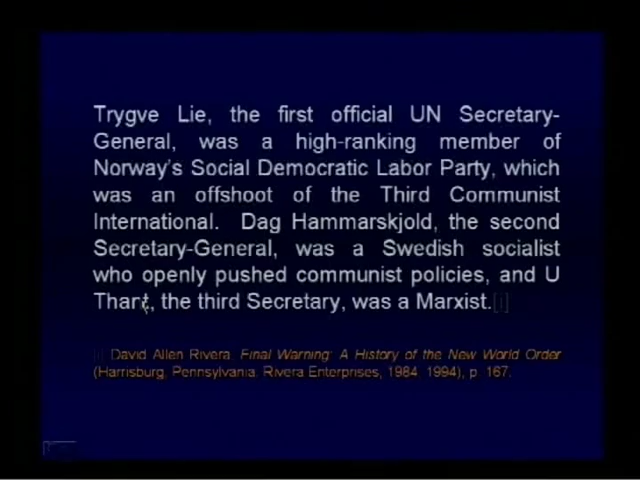 Trygve Lie, the first official UN Secretary-
General, was a high-ranking member of
Norway's Social Democratic Labor Party, which
was an offshoot of the Third Communist
International. Dag Hammarskjold, the second
Secretary-General, was a Swedish socialist
who openly pushed communist policies, and U
Thant, the third Secretary, was a Marxist.[i]
[i] David Allen Rivera, Final Warning: A History of the New World Order
(Harrisburg, Pennsylvania: Rivera Enterprises, 1984, 1994), p. 167.